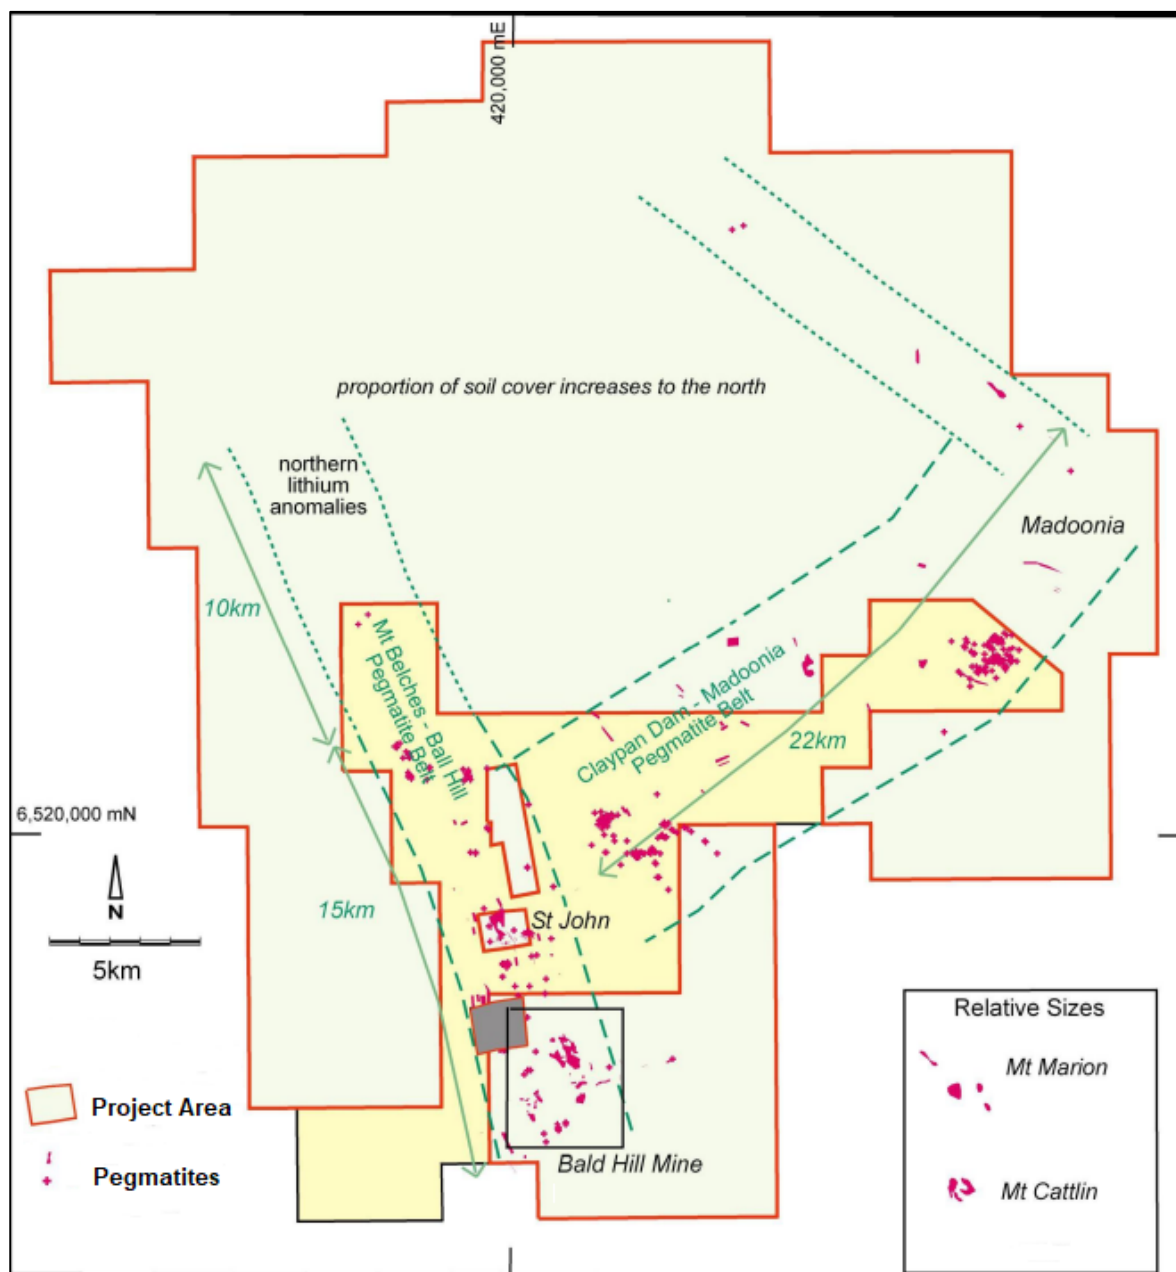 420,000 mE
proportion of soil cover increases to the north
northern
lithium
anomalies
Madoonia
10km
Mt Belches - Ball Hill
Pegmatite Belt
Claypan Dam - Madoonia
Pegmatite Belt
22km
6,520,000 mN
N
15km
St John
5km
Relative Sizes
Mt Marion
Project Area
Pegmatites
Bald Hill Mine
Mt Cattlin